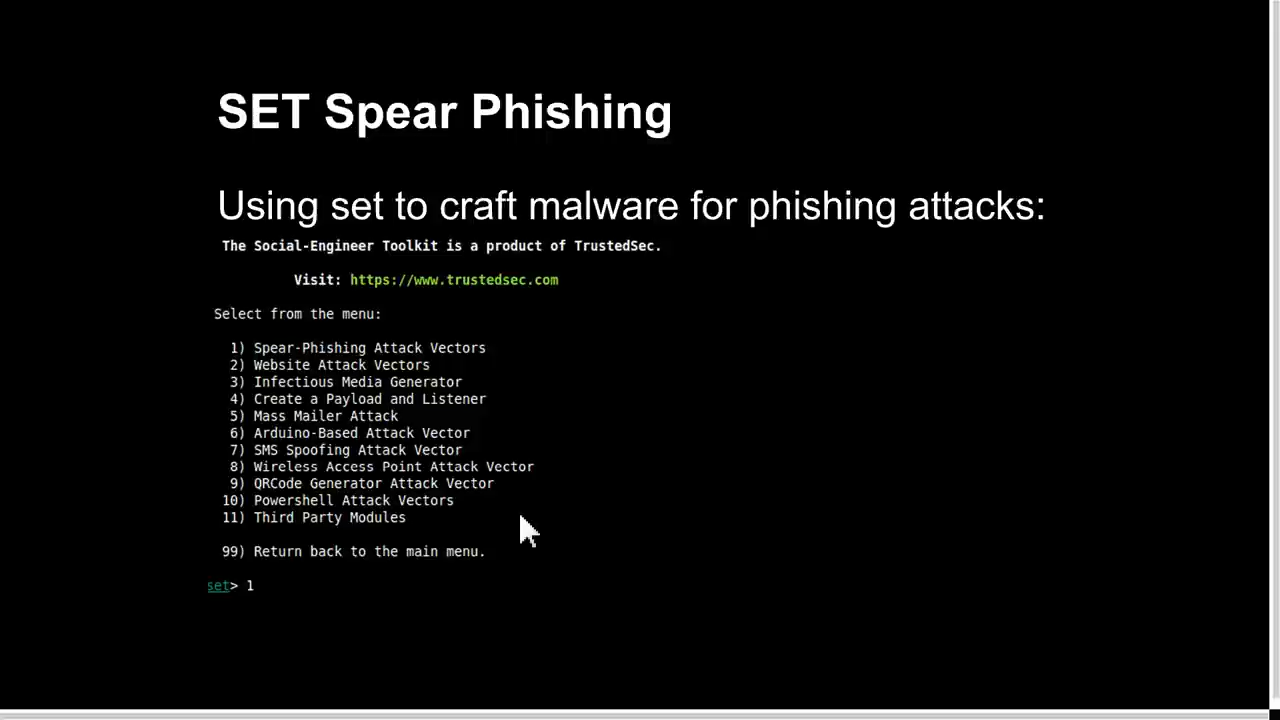 SET Spear Phishing
Using set to craft malware for phishing attacks:
The Social-Engineer Toolkit is a product of TrustedSec.
Visit: https://www.trustedsec.com
Select from the menu:
1) Spear-Phishing Attack Vectors
2) Website Attack Vectors
3) Infectious Media Generator
4) Create a Payload and Listener
5) Mass Mailer Attack
6) Arduino-Based Attack Vector
7) SMS Spoofing Attack Vector
8) Wireless Access Point Attack Vector
9) QRCode Generator Attack Vector
10) Powershell Attack Vectors
11) Third Party Modules
99) Return back to the main menu.
set> 1